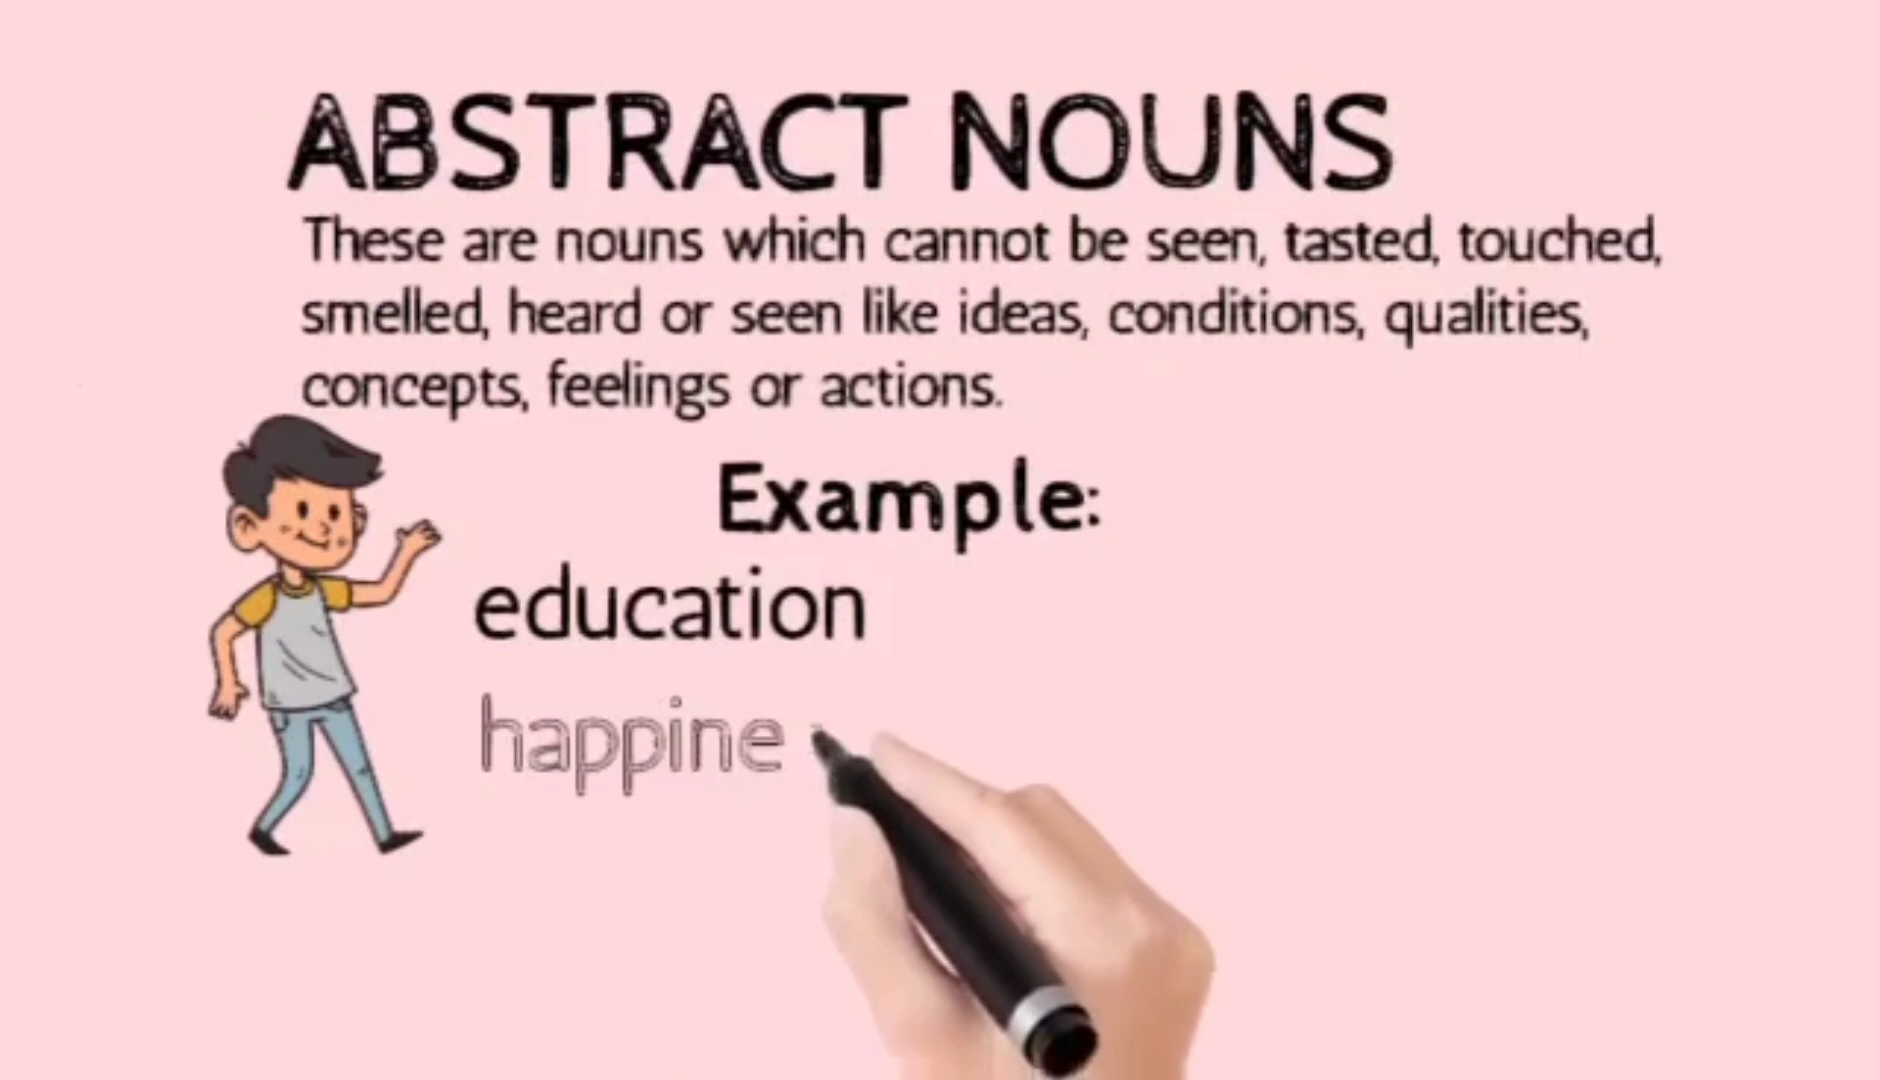 ABSTRACT NOUNS
These are nouns which cannot be seen, tasted, touched,
smelled, heard or seen like ideas, conditions, qualities,
concepts, feelings or actions.
Example:
education
happine